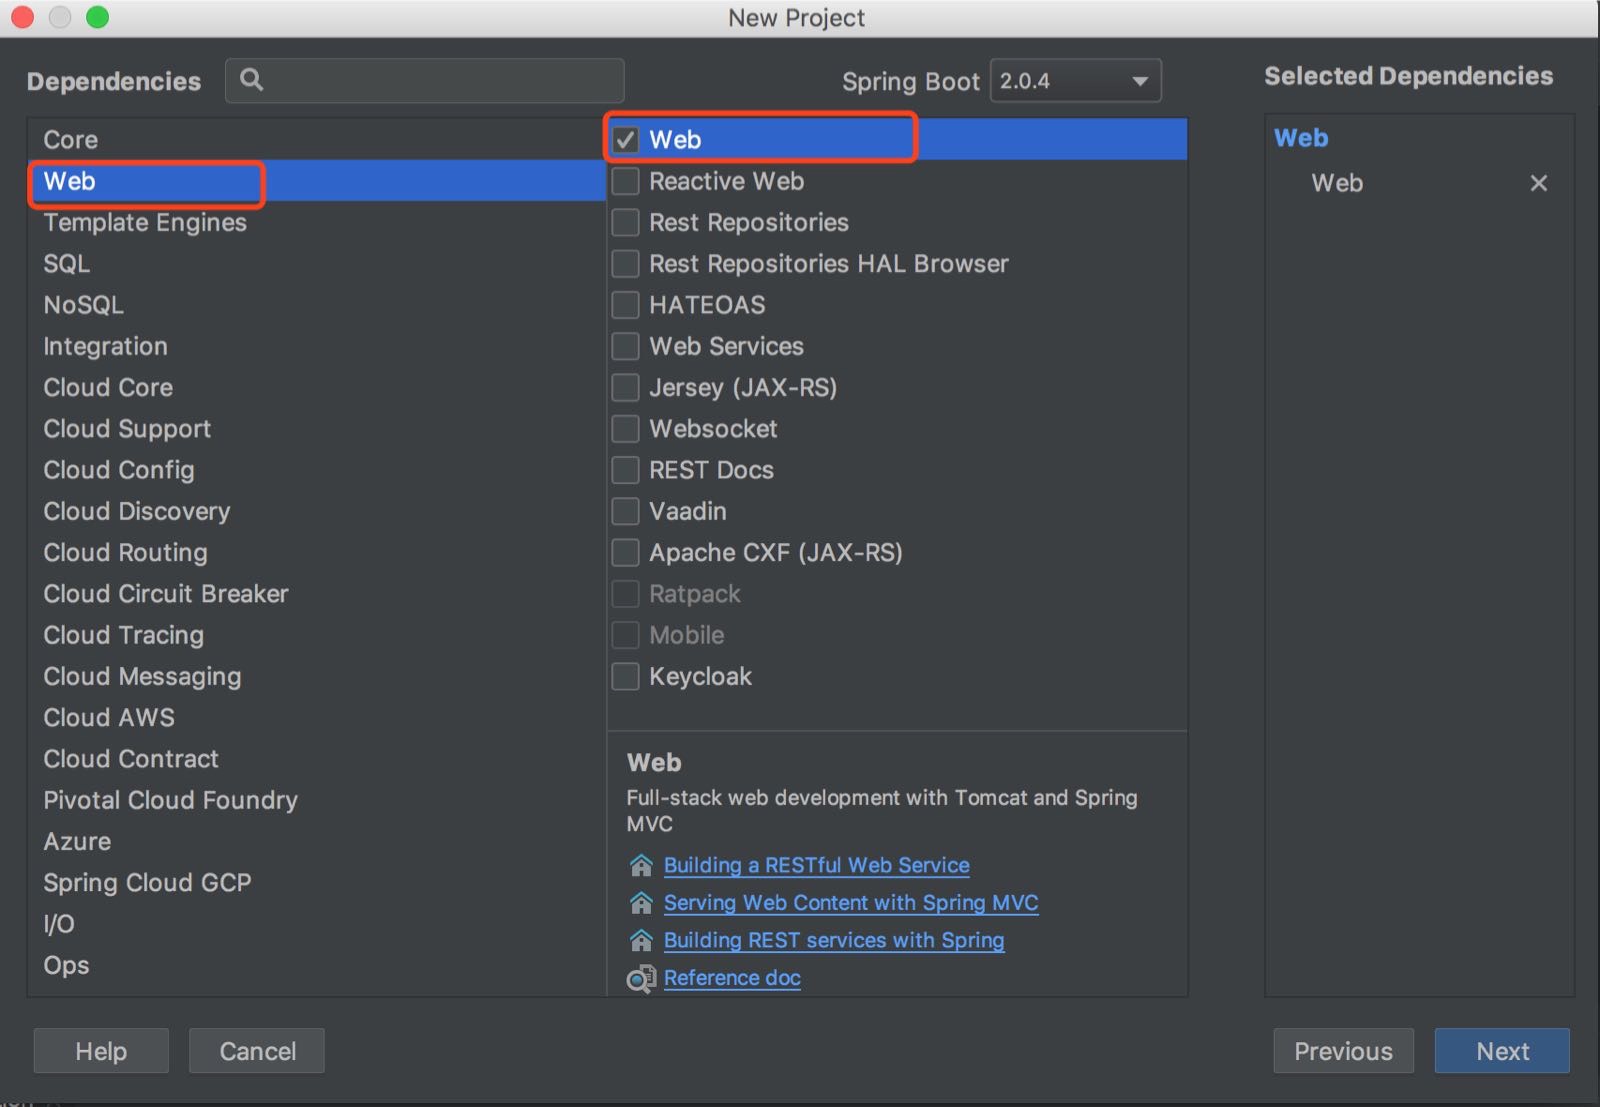 New Project
Dependencies
Spring Boot 2.0.4
Selected Dependencies
Core
Web
Template Engines
SQL
NoSQL
Integration
Cloud Core
Cloud Support
Cloud Config
Cloud Discovery
Cloud Routing
Cloud Circuit Breaker
Cloud Tracing
Cloud Messaging
Cloud AWS
Cloud Contract
Pivotal Cloud Foundry
Azure
Spring Cloud GCP
I/O
Ops
Web
Reactive Web
Rest Repositories
Rest Repositories HAL Browser
HATEOAS
Web Services
Jersey (JAX-RS)
Websocket
REST Docs
Vaadin
Apache CXF (JAX-RS)
Ratpack
Mobile
Keycloak
Web
Full-stack web development with Tomcat and Spring
MVC
Building a RESTful Web Service
Serving Web Content with Spring MVC
Building REST services with Spring
Reference doc
Web
Web
Help
Cancel
Previous
Next